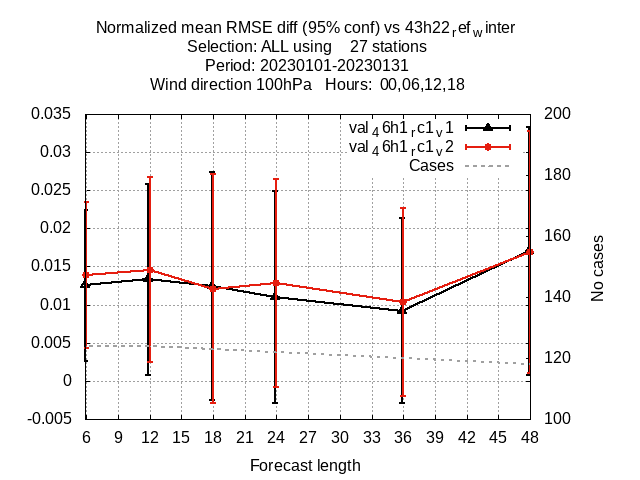 Normalized mean RMSE diff (95% conf) vs 43h22refwinter
Selection: ALL using 27 stations
Period: 20230101-20230131
Wind direction 100hPa Hours: 00,06,12,18
val46h1rc1v1
val46h1rc1v2
Cases
0.035
0.03
0.025
0.02
0.015
0.01
0.005
0
-0.005
200
180
160
140
120
100
No cases
6 9 12 15 18 21 24 27 30 33 36 39 42 45 48
Forecast length